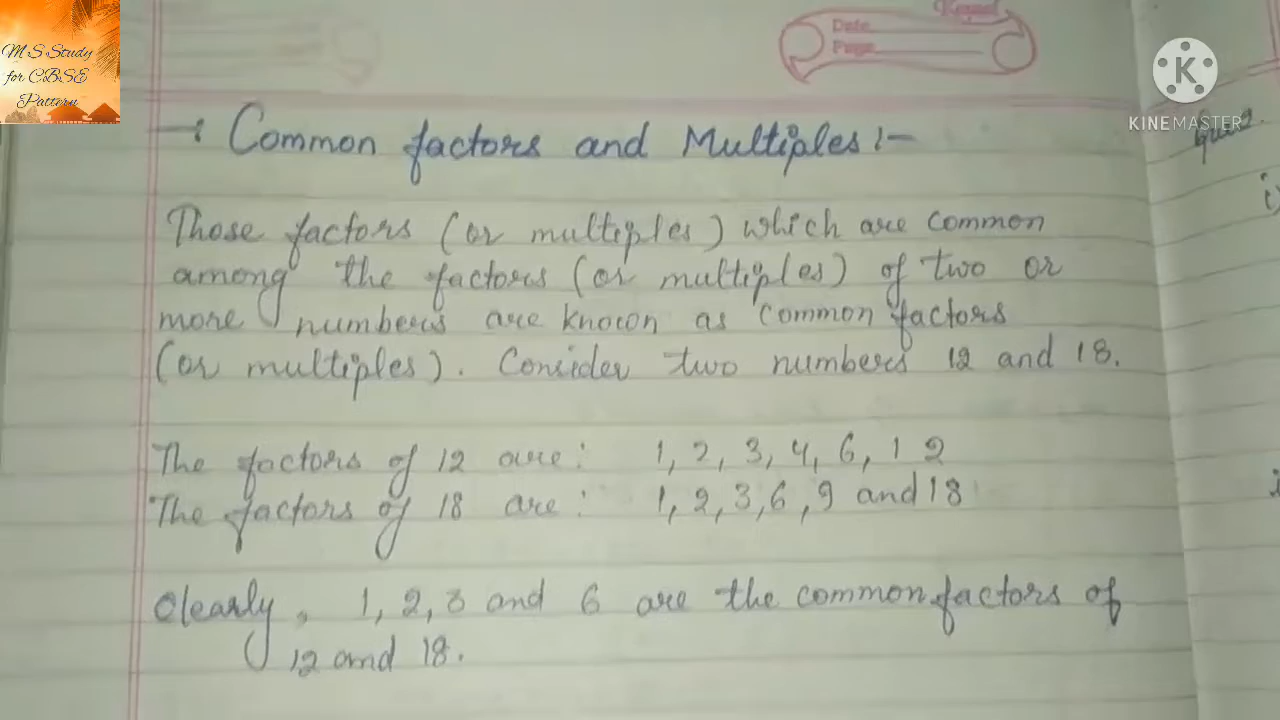 M.S Study
for CBSE
Pattern
Date
Page
KINEMASTER
→: Common factors and Multiples :-
Those factors (or multiples) which are common
among the factors (or multiples) of two or
more numbers are known as common factors
(or multiples). Consider two numbers 12 and 18.
The factors of 12 are: 1, 2, 3, 4, 6, 1 2
The factors of 18 are: 1, 2, 3, 6, 9 and 18
Clearly, 1, 2, 3 and 6 are the common factors of
12 and 18.